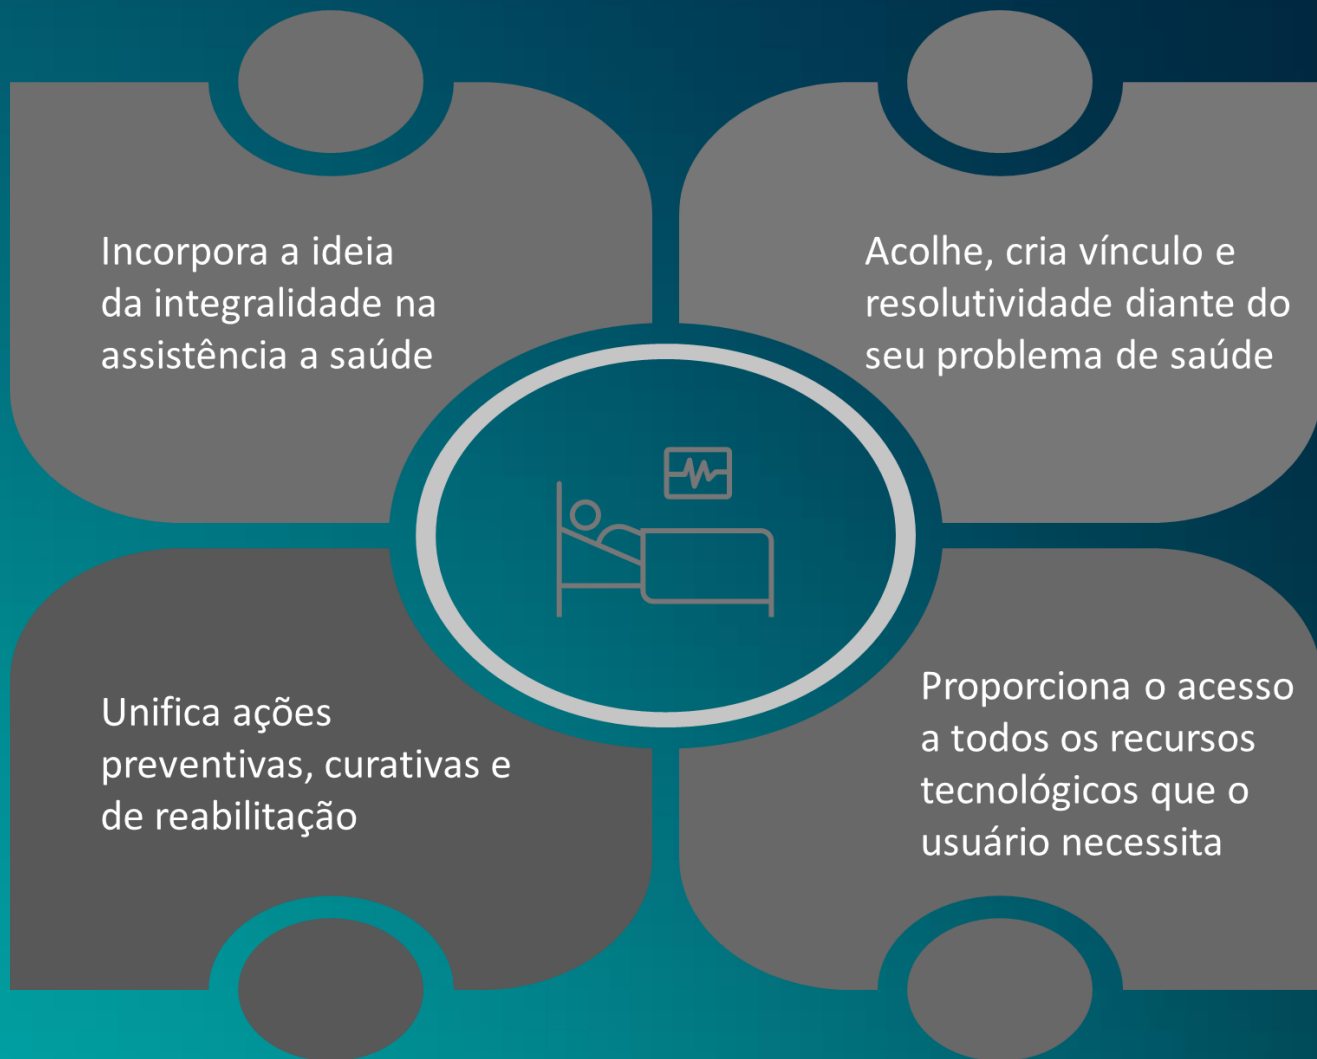 Incorpora a ideia
da integralidade na
assistência a saúde
Acolhe, cria vínculo e
resolutividade diante do
seu problema de saúde
Unifica ações
preventivas, curativas e
de reabilitação
Proporciona o acesso
a todos os recursos
tecnológicos que o
usuário necessita